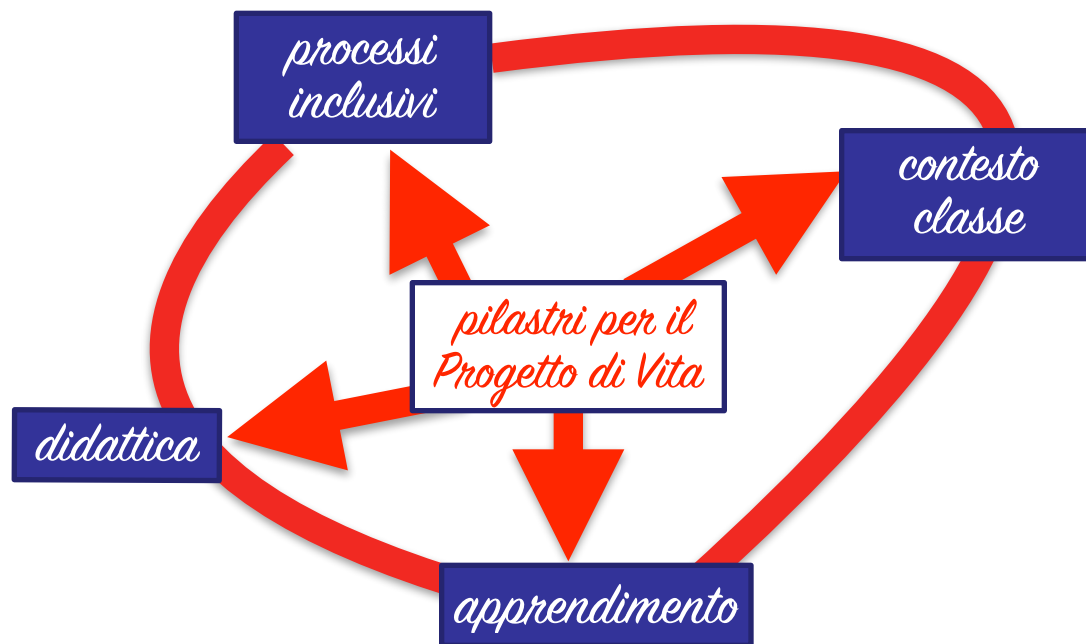 processi
inclusivi
contesto
classe
pilastri per il
Progetto di Vita
didattica
apprendimento